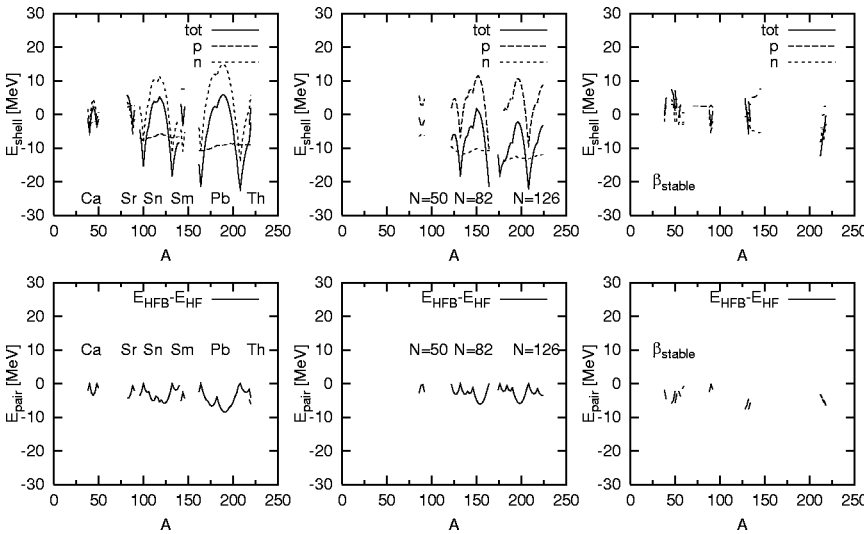 30
20
10
0
-10
-20
-30
E_shell [MeV]
tot
p
n
Ca Sr Sn Sm Pb Th
0 50 100 150 200 250
A
30
20
10
0
-10
-20
-30
E_shell [MeV]
tot
p
n
N=50 N=82 N=126
0 50 100 150 200 250
A
30
20
10
0
-10
-20
-30
E_shell [MeV]
tot
p
n
β_stable
0 50 100 150 200 250
A
30
20
10
0
-10
-20
-30
E_pair [MeV]
E_HFB-E_HF
Ca Sr Sn Sm Pb Th
0 50 100 150 200 250
A
30
20
10
0
-10
-20
-30
E_pair [MeV]
E_HFB-E_HF
N=50 N=82 N=126
0 50 100 150 200 250
A
30
20
10
0
-10
-20
-30
E_pair [MeV]
E_HFB-E_HF
β_stable
0 50 100 150 200 250
A